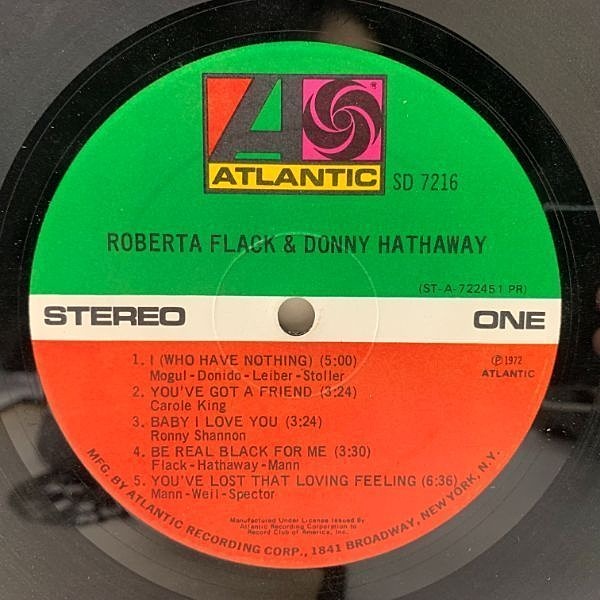 ATLANTIC
SD 7216
ROBERTA FLACK & DONNY HATHAWAY
(ST-A-722451 PR)
STEREO ONE
1. I (WHO HAVE NOTHING) (5:00)
Mogul-Donido-Leiber-Stoller
2. YOU'VE GOT A FRIEND (3:24)
Carole King
3. BABY I LOVE YOU (3:24)
Ronny Shannon
4. BE REAL BLACK FOR ME (3:30)
Flack-Hathaway-Mann
5. YOU'VE LOST THAT LOVING FEELING (6:36)
Mann-Weil-Spector
℗1972
ATLANTIC
Manufactured Under License Issued By
Atlantic Recording Corporation to
Record Club of America, Inc.
MFG. BY ATLANTIC RECORDING CORP., 1841 BROADWAY, NEW YORK, N.Y.